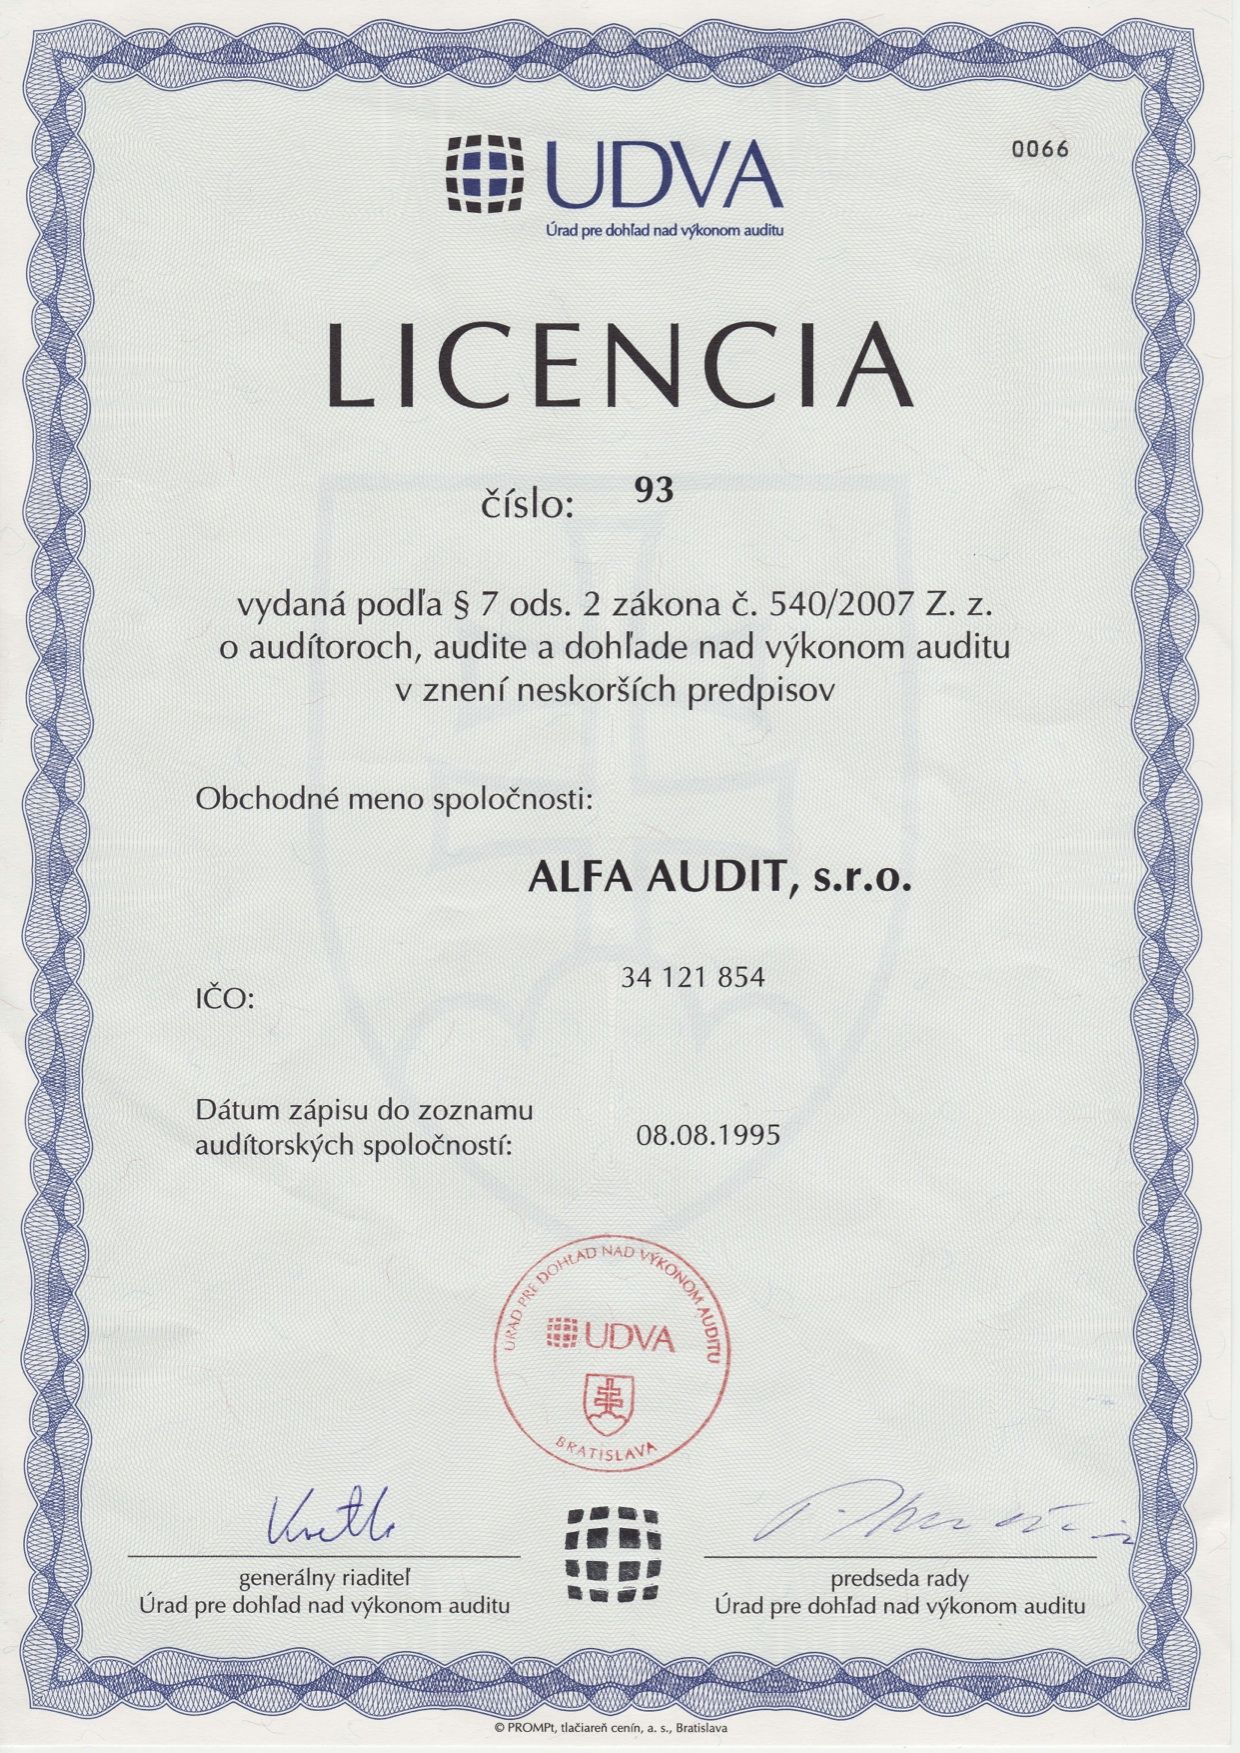 UDVA
0066
Úrad pre dohľad nad výkonom auditu
LICENCIA
číslo: 93
vydaná podľa § 7 ods. 2 zákona č. 540/2007 Z. z.
o audítoroch, audite a dohľade nad výkonom auditu
v znení neskorších predpisov
Obchodné meno spoločnosti:
ALFA AUDIT, s.r.o.
IČO: 34 121 854
Dátum zápisu do zoznamu
audítorských spoločností: 08.08.1995
ÚRAD PRE DOHĽAD NAD VÝKONOM AUDITU
UDVA
BRATISLAVA
generálny riaditeľ
Úrad pre dohľad nad výkonom auditu
predseda rady
Úrad pre dohľad nad výkonom auditu
© PROMPt, tlačiareň cenín, a. s., Bratislava